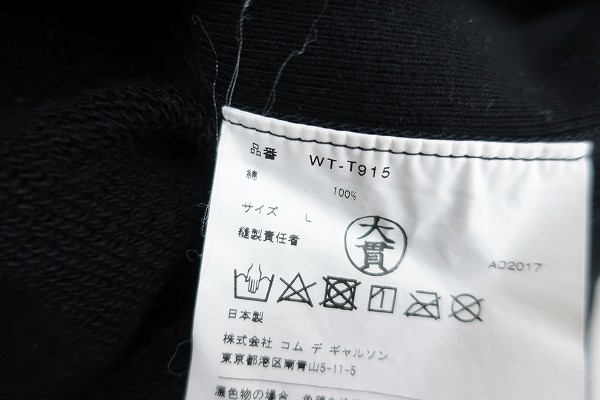 品番 WT-T915
綿 100%
サイズ L
縫製責任者 大貫
AD2017
日本製
株式会社 コム デ ギャルソン
東京都港区南青山5-11-5
濃色物の場合